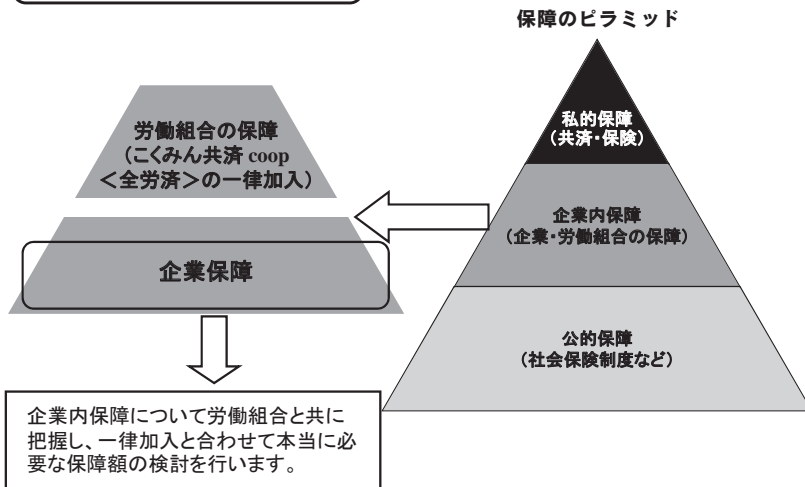 保障のピラミッド
私的保障
（共済・保険）
企業内保障
（企業・労働組合の保障）
公的保障
（社会保険制度など）
労働組合の保障
（こくみん共済 coop
＜全労済＞の一律加入）
企業保障
企業内保障について労働組合と共に
把握し、一律加入と合わせて本当に必
要な保障額の検討を行います。